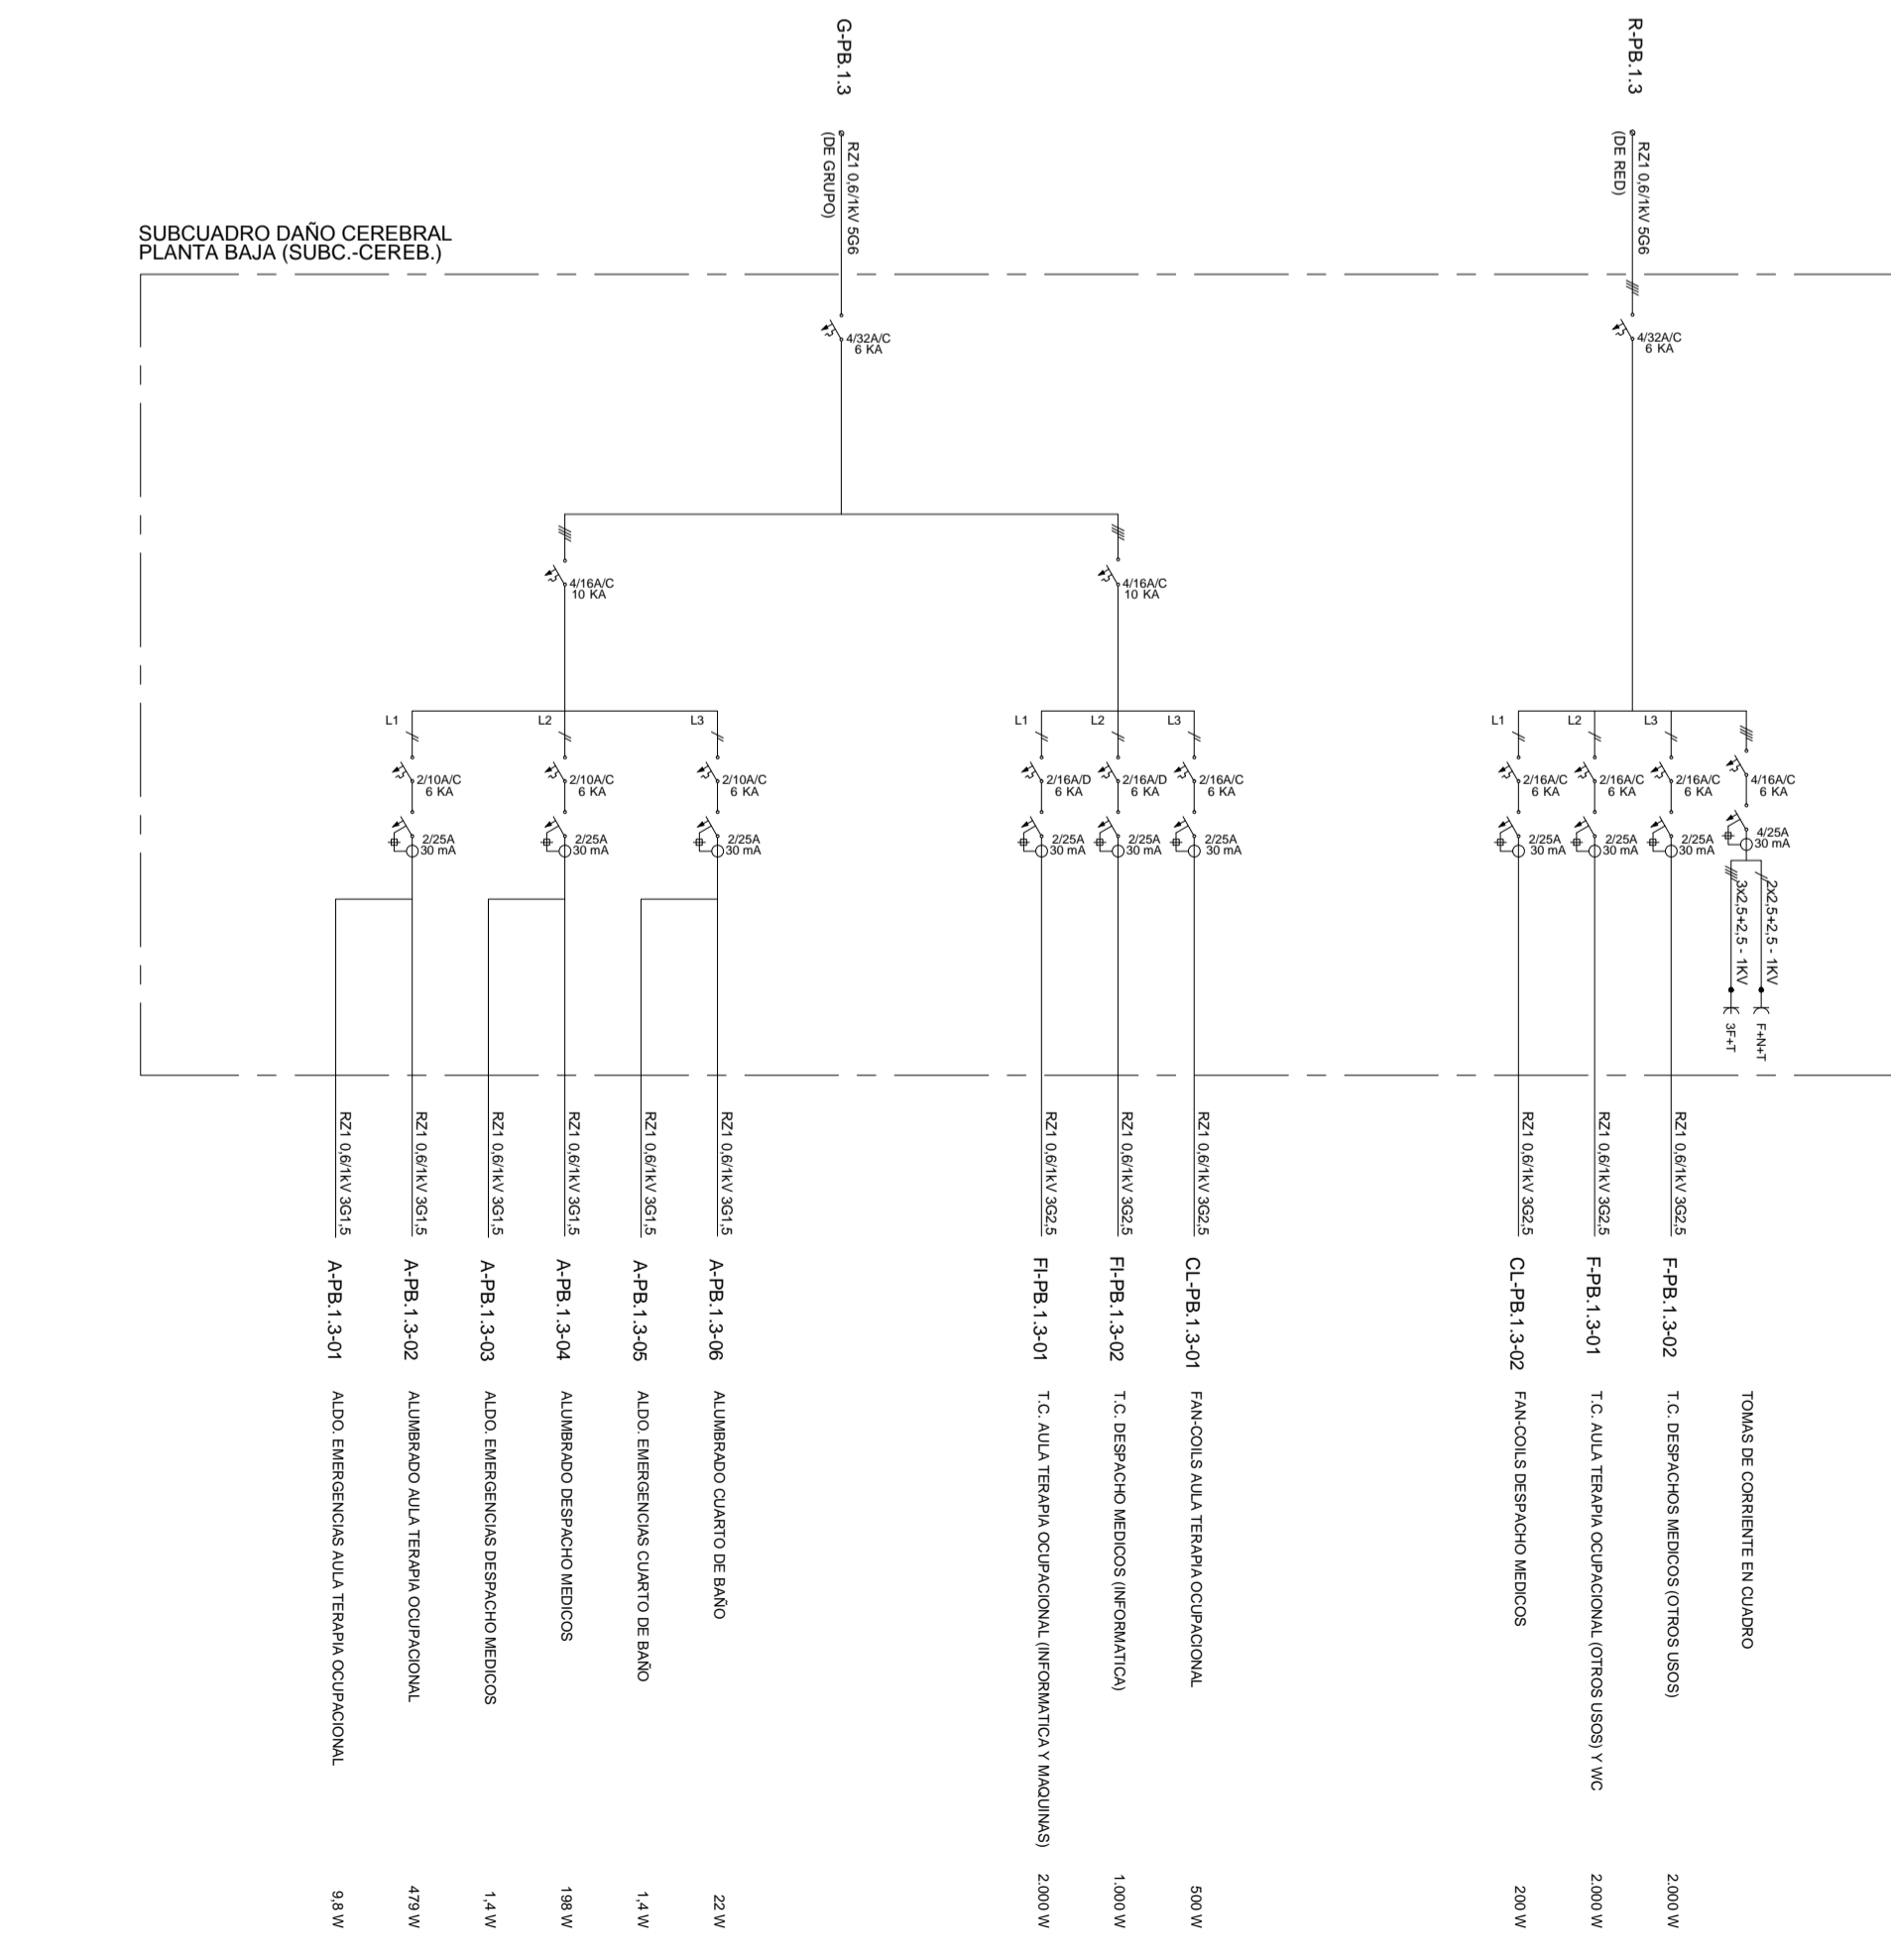 G-PB.1.3
R-PB.1.3
RZ1 0,6/1kV 5G6
(DE GRUPO)
RZ1 0,6/1kV 5G6
(DE RED)
SUBCUADRO DAÑO CEREBRAL
PLANTA BAJA (SUBC.-CEREB.)
4/32A/C
6 KA
4/32A/C
6 KA
4/16A/C
10 KA
4/16A/C
10 KA
L1
L2
L3
L1
L2
L3
L1
L2
L3
2/10A/C
6 KA
2/10A/C
6 KA
2/10A/C
6 KA
2/16A/D
6 KA
2/16A/D
6 KA
2/16A/C
6 KA
2/16A/C
6 KA
2/16A/C
6 KA
2/16A/C
6 KA
4/16A/C
6 KA
2/25A
30 mA
2/25A
30 mA
2/25A
30 mA
2/25A
30 mA
2/25A
30 mA
2/25A
30 mA
2/25A
30 mA
2/25A
30 mA
2/25A
30 mA
4/25A
30 mA
3x2,5+2,5 - 1KV
2x2,5+2,5 - 1KV
3F+T
F+N+T
RZ1 0,6/1kV 3G1,5
RZ1 0,6/1kV 3G1,5
RZ1 0,6/1kV 3G1,5
RZ1 0,6/1kV 3G1,5
RZ1 0,6/1kV 3G1,5
RZ1 0,6/1kV 3G1,5
RZ1 0,6/1kV 3G2,5
RZ1 0,6/1kV 3G2,5
RZ1 0,6/1kV 3G2,5
RZ1 0,6/1kV 3G2,5
RZ1 0,6/1kV 3G2,5
RZ1 0,6/1kV 3G2,5
A-PB.1.3-01 ALDO. EMERGENCIAS AULA TERAPIA OCUPACIONAL 9,8 W
A-PB.1.3-02 ALUMBRADO AULA TERAPIA OCUPACIONAL 479 W
A-PB.1.3-03 ALDO. EMERGENCIAS DESPACHO MEDICOS 1,4 W
A-PB.1.3-04 ALUMBRADO DESPACHO MEDICOS 198 W
A-PB.1.3-05 ALDO. EMERGENCIAS CUARTO DE BAÑO 1,4 W
A-PB.1.3-06 ALUMBRADO CUARTO DE BAÑO 22 W
FI-PB.1.3-01 T.C. AULA TERAPIA OCUPACIONAL (INFORMATICA Y MAQUINAS) 2.000 W
FI-PB.1.3-02 T.C. DESPACHO MEDICOS (INFORMATICA) 1.000 W
CL-PB.1.3-01 FAN-COILS AULA TERAPIA OCUPACIONAL 500 W
CL-PB.1.3-02 FAN-COILS DESPACHO MEDICOS 200 W
F-PB.1.3-01 T.C. AULA TERAPIA OCUPACIONAL (OTROS USOS) Y WC 2.000 W
F-PB.1.3-02 T.C. DESPACHOS MEDICOS (OTROS USOS) 2.000 W
TOMAS DE CORRIENTE EN CUADRO